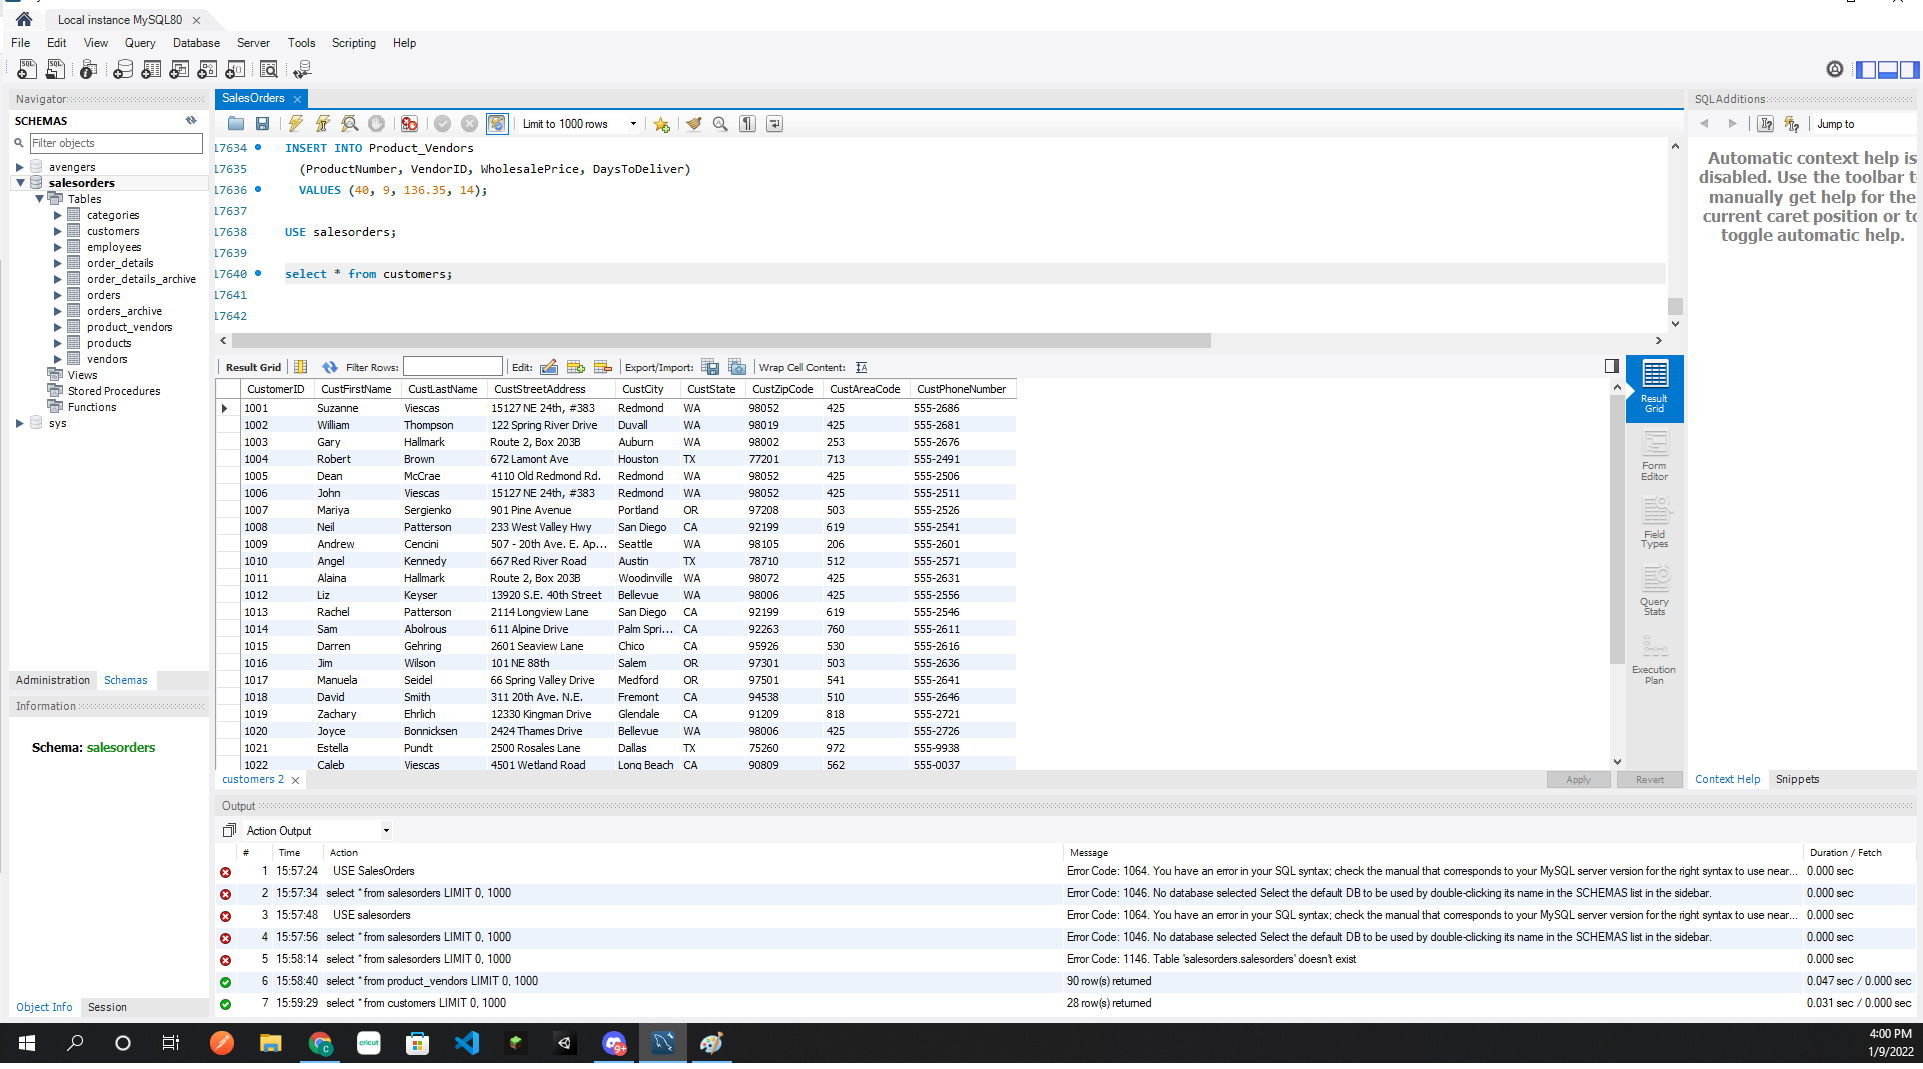 Local instance MySQL80
File Edit View Query Database Server Tools Scripting Help
Navigator
SCHEMAS
Filter objects
avengers
salesorders
Tables
categories
customers
employees
order_details
order_details_archive
orders
orders_archive
product_vendors
products
vendors
Views
Stored Procedures
Functions
sys
Administration Schemas
Information
Schema: salesorders
Object Info Session
SalesOrders
Limit to 1000 rows
17634 INSERT INTO Product_Vendors
17635 (ProductNumber, VendorID, WholesalePrice, DaysToDeliver)
17636 VALUES (40, 9, 136.35, 14);
17637
17638 USE salesorders;
17639
17640 select * from customers;
17641
17642
Result Grid Filter Rows: Edit: Export/Import: Wrap Cell Content:
CustomerID CustFirstName CustLastName CustStreetAddress CustCity CustState CustZipCode CustAreaCode CustPhoneNumber
1001 Suzanne Viescas 15127 NE 24th, #383 Redmond WA 98052 425 555-2686
1002 William Thompson 122 Spring River Drive Duvall WA 98019 425 555-2681
1003 Gary Hallmark Route 2, Box 203B Auburn WA 98002 253 555-2676
1004 Robert Brown 672 Lamont Ave Houston TX 77201 713 555-2491
1005 Dean McCrae 4110 Old Redmond Rd. Redmond WA 98052 425 555-2506
1006 John Viescas 15127 NE 24th, #383 Redmond WA 98052 425 555-2511
1007 Mariya Sergienko 901 Pine Avenue Portland OR 97208 503 555-2526
1008 Neil Patterson 233 West Valley Hwy San Diego CA 92199 619 555-2541
1009 Andrew Cencini 507 - 20th Ave. E. Ap... Seattle WA 98105 206 555-2601
1010 Angel Kennedy 667 Red River Road Austin TX 78710 512 555-2571
1011 Alaina Hallmark Route 2, Box 203B Woodinville WA 98072 425 555-2631
1012 Liz Keyser 13920 S.E. 40th Street Bellevue WA 98006 425 555-2556
1013 Rachel Patterson 2114 Longview Lane San Diego CA 92199 619 555-2546
1014 Sam Abolrous 611 Alpine Drive Palm Spri... CA 92263 760 555-2611
1015 Darren Gehring 2601 Seaview Lane Chico CA 95926 530 555-2616
1016 Jim Wilson 101 NE 88th Salem OR 97301 503 555-2636
1017 Manuela Seidel 66 Spring Valley Drive Medford OR 97501 541 555-2641
1018 David Smith 311 20th Ave. N.E. Fremont CA 94538 510 555-2646
1019 Zachary Ehrlich 12330 Kingman Drive Glendale CA 91209 818 555-2721
1020 Joyce Bonnicksen 2424 Thames Drive Bellevue WA 98006 425 555-2726
1021 Estella Pundt 2500 Rosales Lane Dallas TX 75260 972 555-9938
1022 Caleb Viescas 4501 Wetland Road Long Beach CA 90809 562 555-0037
customers 2
Apply Revert
Result Grid
Form Editor
Field Types
Query Stats
Execution Plan
SQLAdditions
Jump to
Automatic context help is
disabled. Use the toolbar t
manually get help for the
current caret position or to
toggle automatic help.
Context Help Snippets
Output
Action Output
# Time Action Message Duration / Fetch
1 15:57:24 USE SalesOrders Error Code: 1064. You have an error in your SQL syntax; check the manual that corresponds to your MySQL server version for the right syntax to use near... 0.000 sec
2 15:57:34 select * from salesorders LIMIT 0, 1000 Error Code: 1046. No database selected Select the default DB to be used by double-clicking its name in the SCHEMAS list in the sidebar. 0.000 sec
3 15:57:48 USE salesorders Error Code: 1064. You have an error in your SQL syntax; check the manual that corresponds to your MySQL server version for the right syntax to use near... 0.000 sec
4 15:57:56 select * from salesorders LIMIT 0, 1000 Error Code: 1046. No database selected Select the default DB to be used by double-clicking its name in the SCHEMAS list in the sidebar. 0.000 sec
5 15:58:14 select * from salesorders LIMIT 0, 1000 Error Code: 1146. Table 'salesorders.salesorders' doesn't exist 0.000 sec
6 15:58:40 select * from product_vendors LIMIT 0, 1000 90 row(s) returned 0.047 sec / 0.000 sec
7 15:59:29 select * from customers LIMIT 0, 1000 28 row(s) returned 0.031 sec / 0.000 sec
cricut
9+
4:00 PM
1/9/2022